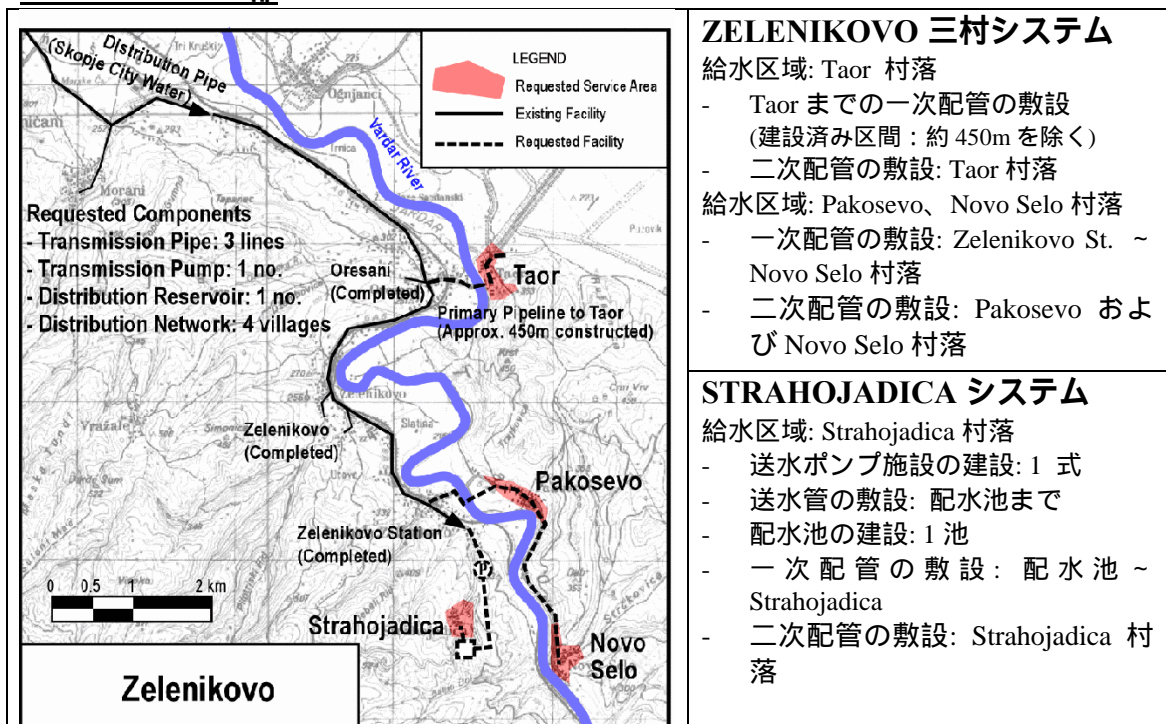 LEGEND
Requested Service Area
Existing Facility
Requested Facility
Distribution Pipe
(Skopje City Water)
Tri Kruški
Ognjanci
Vardar River
Morani
Requested Components
- Transmission Pipe: 3 lines
- Transmission Pump: 1 no.
- Distribution Reservoir: 1 no.
- Distribution Network: 4 villages
VARDAR
Oresani
(Completed)
Taor
Primary Pipeline to Taor
(Approx. 450m constructed)
ZELENIKOVO
Vražale
Zelenikovo
(Completed)
Slatina
Pakosevo
Zelenikovo Station
(Completed)
P
0 0.5 1 2 km
Strahojadica
Novo
Selo
Zelenikovo
ZELENIKOVO 三村システム
給水区域: Taor 村落
- Taor までの一次配管の敷設
(建設済み区間：約 450m を除く)
- 二次配管の敷設: Taor 村落
給水区域: Pakosevo、Novo Selo 村落
- 一次配管の敷設: Zelenikovo St. ~
Novo Selo 村落
- 二次配管の敷設: Pakosevo およ
び Novo Selo 村落
STRAHOJADICA システム
給水区域: Strahojadica 村落
- 送水ポンプ施設の建設: 1 式
- 送水管の敷設: 配水池まで
- 配水池の建設: 1 池
- 一次配管の敷設: 配水池 ~
Strahojadica
- 二次配管の敷設: Strahojadica 村
落